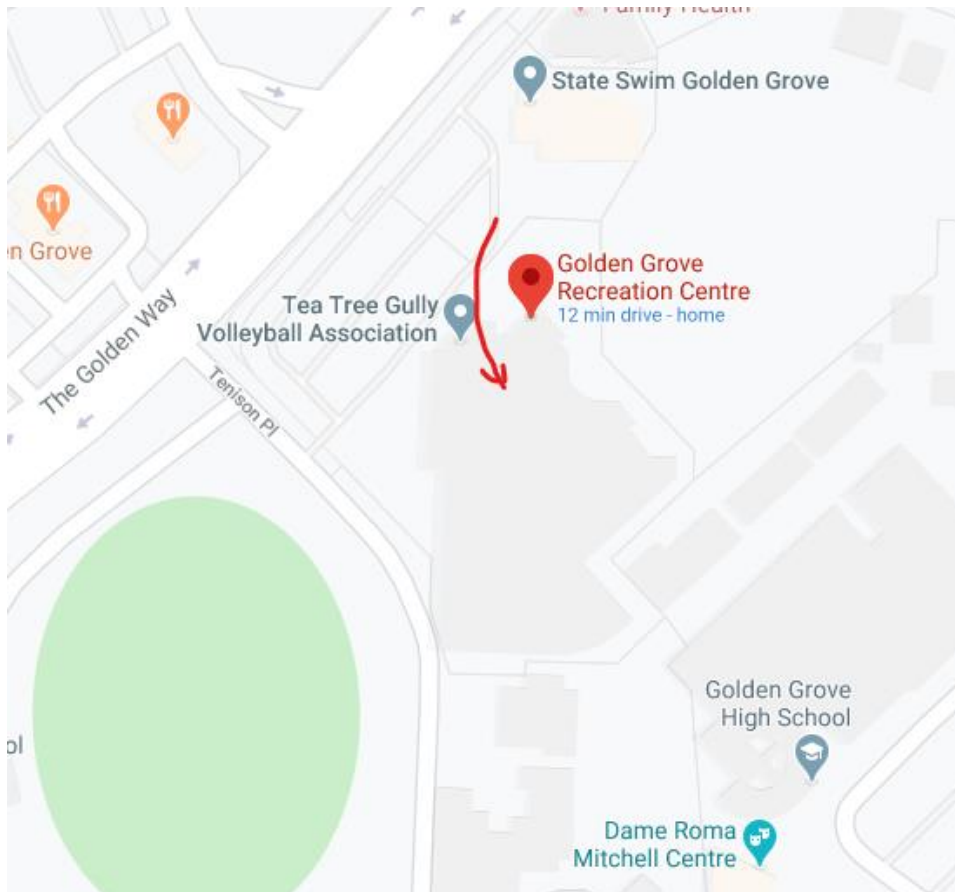 Family Health
State Swim Golden Grove
n Grove
Golden Grove
Recreation Centre
12 min drive - home
Tea Tree Gully
Volleyball Association
The Golden Way
Tenison Pl
Golden Grove
High School
ol
Dame Roma
Mitchell Centre